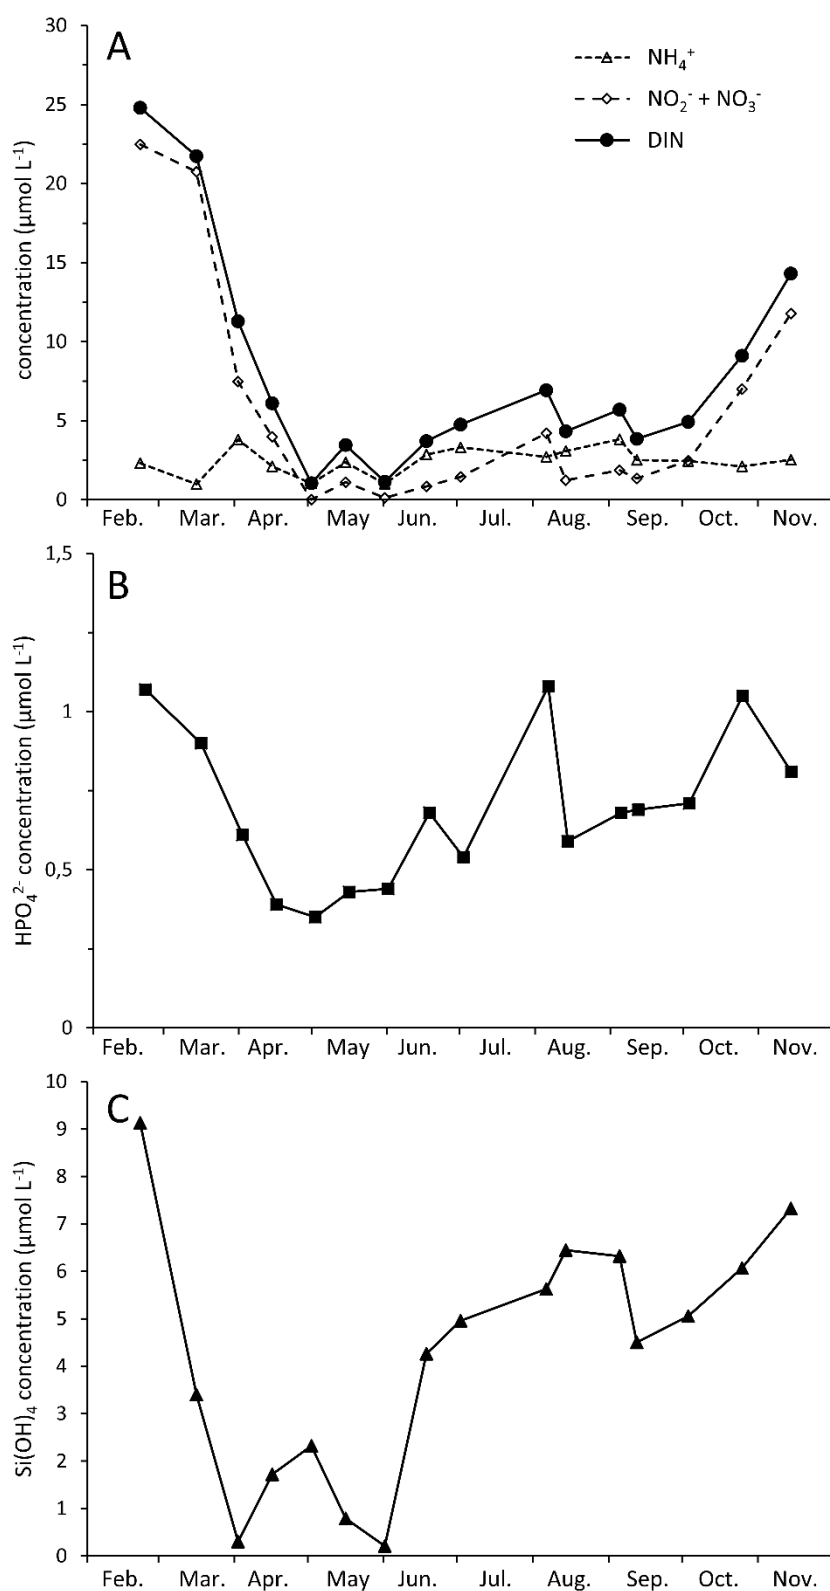 A
NH₄⁺
NO₂⁻ + NO₃⁻
DIN
concentration (µmol L⁻¹)
30
25
20
15
10
5
0
Feb. Mar. Apr. May Jun. Jul. Aug. Sep. Oct. Nov.
B
HPO₄²⁻ concentration (µmol L⁻¹)
1,5
1
0,5
0
Feb. Mar. Apr. May Jun. Jul. Aug. Sep. Oct. Nov.
C
Si(OH)₄ concentration (µmol L⁻¹)
10
9
8
7
6
5
4
3
2
1
0
Feb. Mar. Apr. May Jun. Jul. Aug. Sep. Oct. Nov.